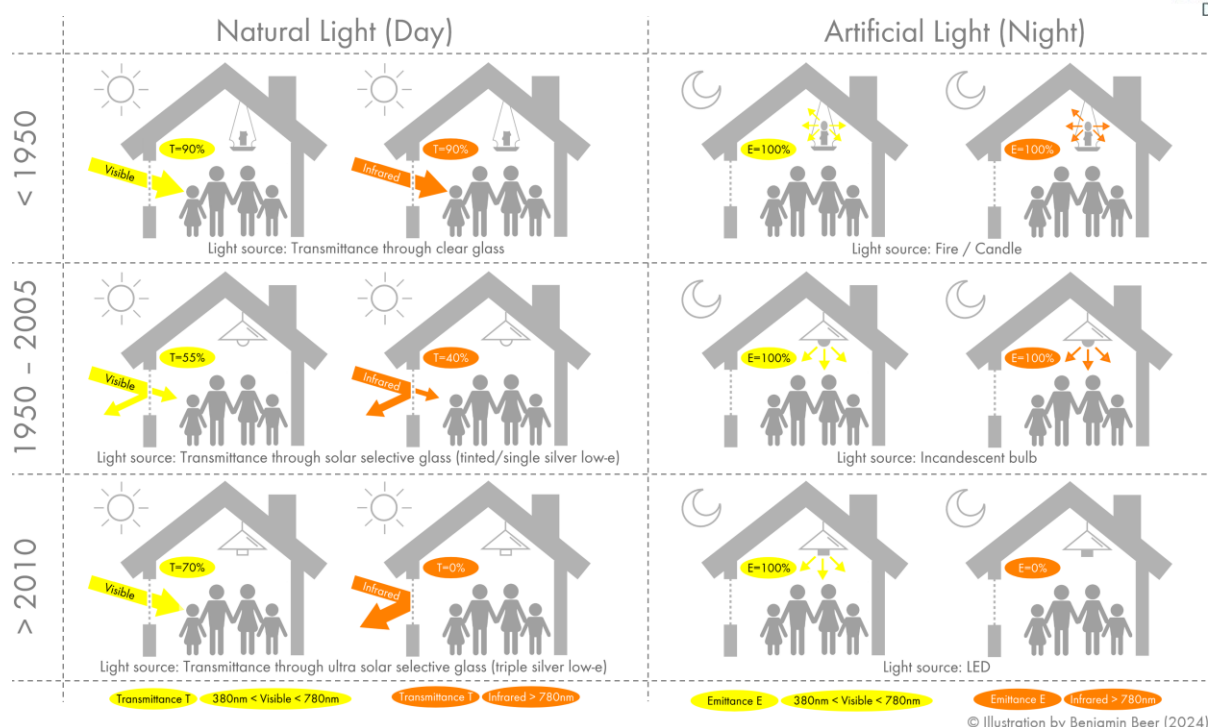 Natural Light (Day)
Artificial Light (Night)
< 1950
T=90%
Visible
T=90%
Infrared
E=100%
E=100%
Light source: Transmittance through clear glass
Light source: Fire / Candle
1950 – 2005
T=55%
Visible
T=40%
Infrared
E=100%
E=100%
Light source: Transmittance through solar selective glass (tinted/single silver low-e)
Light source: Incandescent bulb
> 2010
T=70%
Visible
T=0%
Infrared
E=100%
E=0%
Light source: Transmittance through ultra solar selective glass (triple silver low-e)
Light source: LED
Transmittance T 380nm < Visible < 780nm
Transmittance T Infrared > 780nm
Emittance E 380nm < Visible < 780nm
Emittance E Infrared > 780nm
© Illustration by Benjamin Beer (2024)